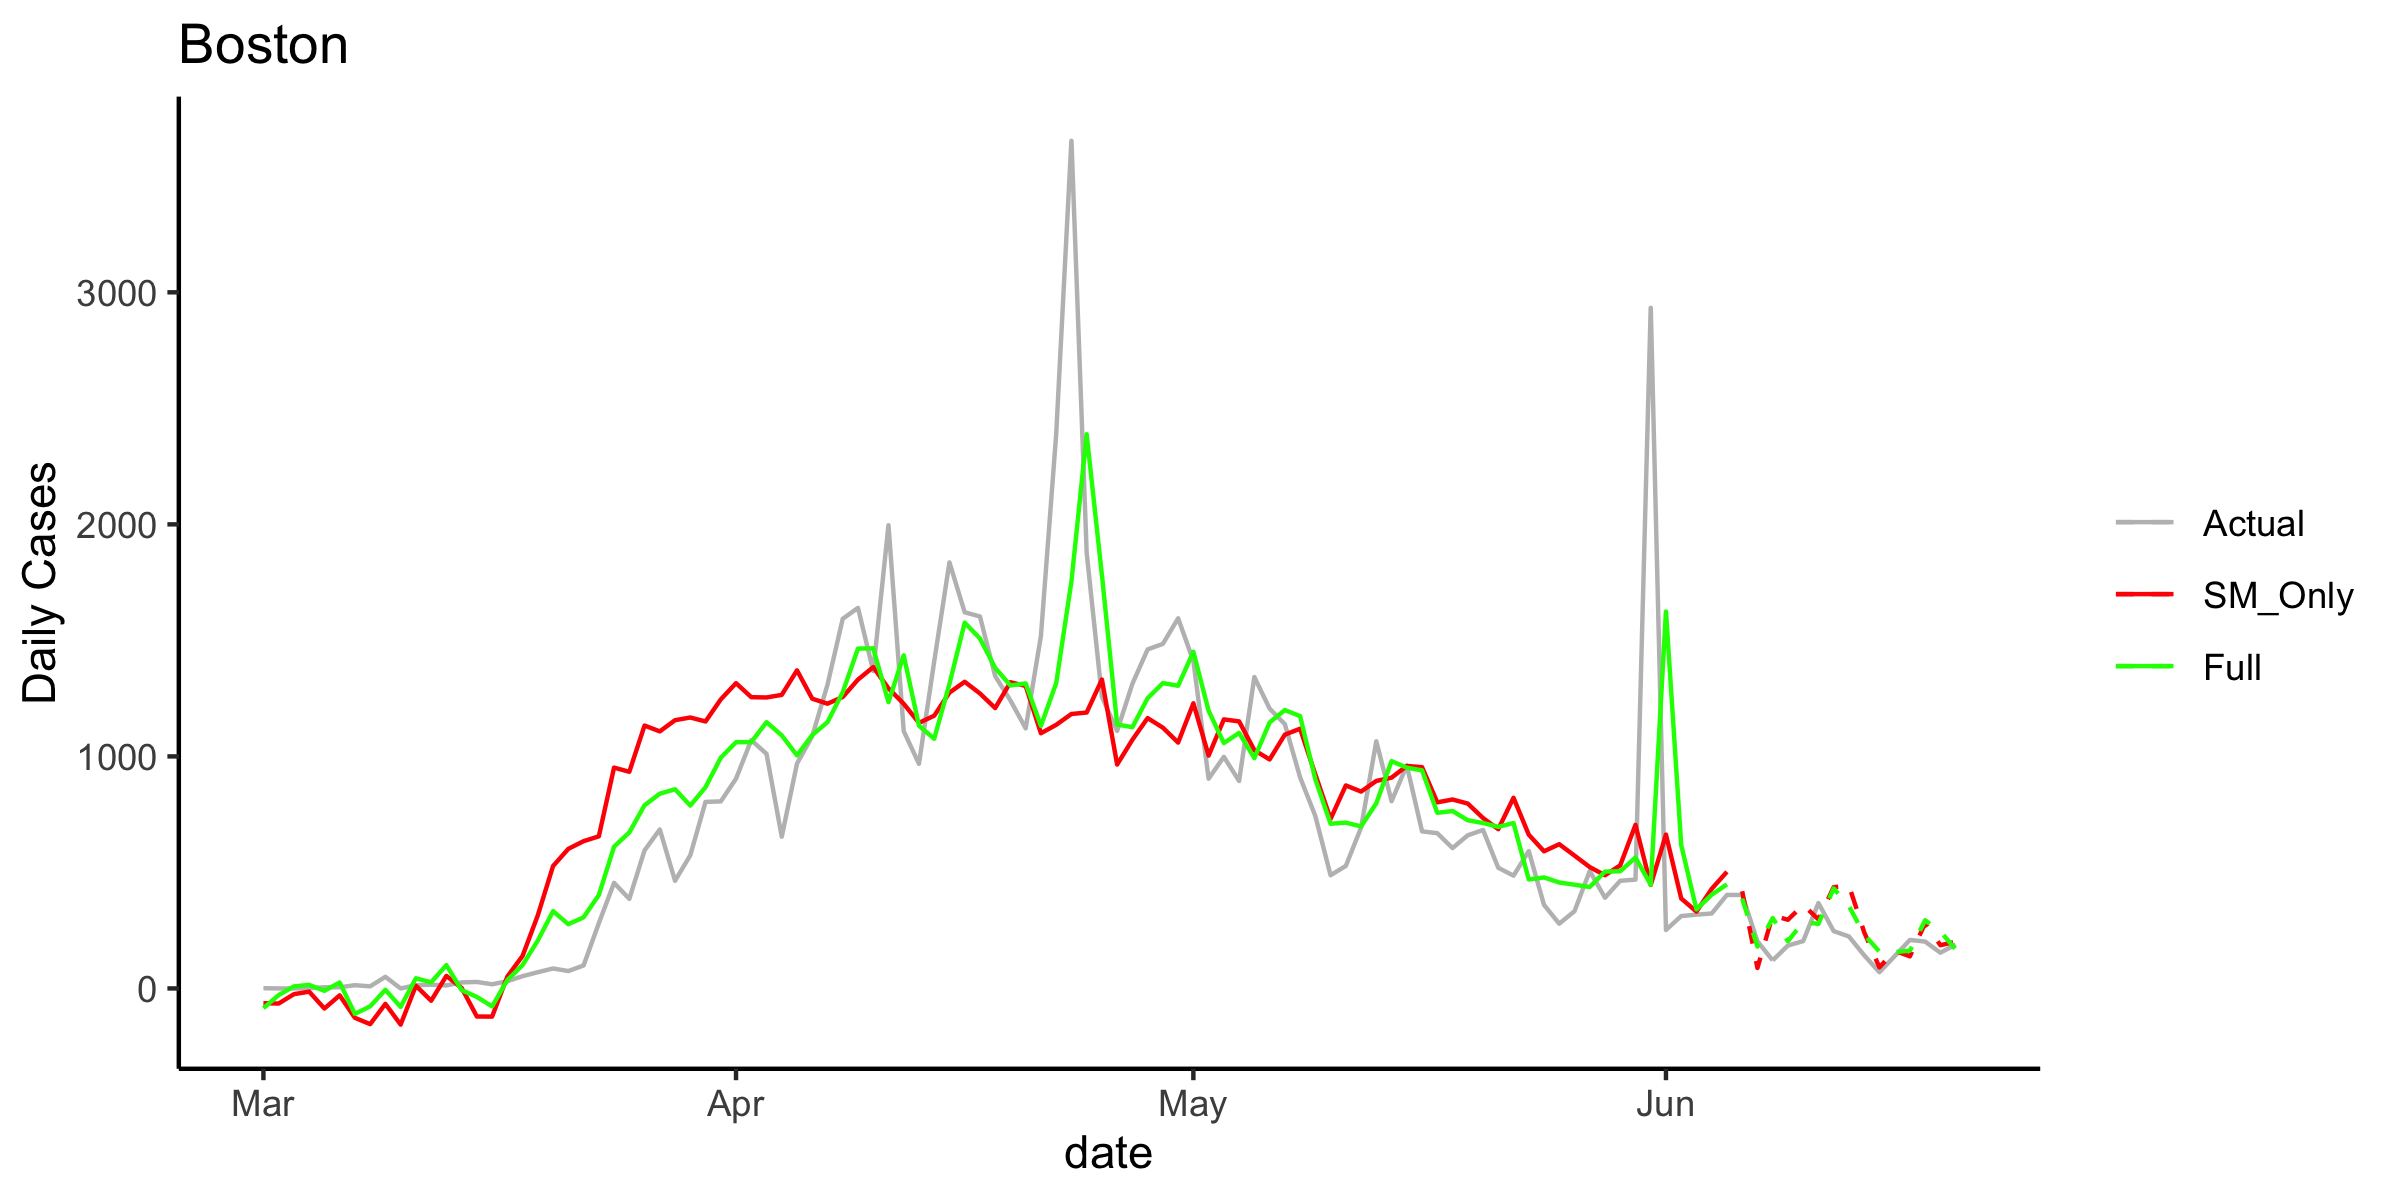 Boston
Daily Cases
3000
2000
1000
0
Mar
Apr
May
Jun
date
Actual
SM_Only
Full